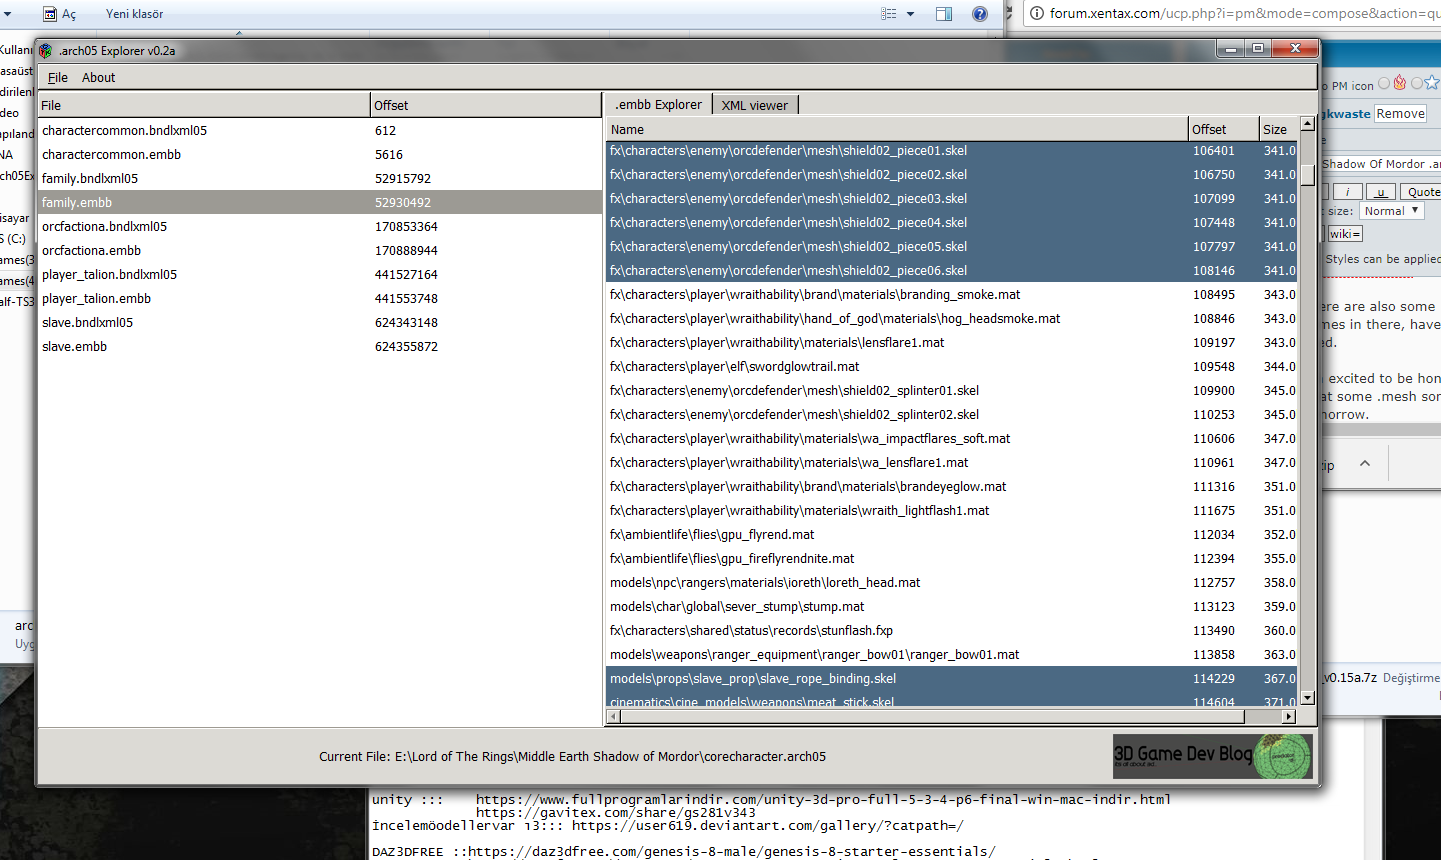 Aç
Yeni klasör
forum.xentax.com/ucp.php?i=pm&mode=compose&action=qu
.arch05 Explorer v0.2a
File About
File Offset
charactercommon.bndlxml05 612
charactercommon.embb 5616
family.bndlxml05 52915792
family.embb 52930492
orcfactiona.bndlxml05 170853364
orcfactiona.embb 170888944
player_talion.bndlxml05 441527164
player_talion.embb 441553748
slave.bndlxml05 624343148
slave.embb 624355872
.embb Explorer XML viewer
Name Offset Size
fx\characters\enemy\orcdefender\mesh\shield02_piece01.skel 106401 341.0
fx\characters\enemy\orcdefender\mesh\shield02_piece02.skel 106750 341.0
fx\characters\enemy\orcdefender\mesh\shield02_piece03.skel 107099 341.0
fx\characters\enemy\orcdefender\mesh\shield02_piece04.skel 107448 341.0
fx\characters\enemy\orcdefender\mesh\shield02_piece05.skel 107797 341.0
fx\characters\enemy\orcdefender\mesh\shield02_piece06.skel 108146 341.0
fx\characters\player\wraithability\brand\materials\branding_smoke.mat 108495 343.0
fx\characters\player\wraithability\hand_of_god\materials\hog_headsmoke.mat 108846 343.0
fx\characters\player\wraithability\materials\lensflare1.mat 109197 343.0
fx\characters\player\elf\swordglowtrail.mat 109548 344.0
fx\characters\enemy\orcdefender\mesh\shield02_splinter01.skel 109900 345.0
fx\characters\enemy\orcdefender\mesh\shield02_splinter02.skel 110253 345.0
fx\characters\player\wraithability\materials\wa_impactflares_soft.mat 110606 347.0
fx\characters\player\wraithability\materials\wa_lensflare1.mat 110961 347.0
fx\characters\player\wraithability\brand\materials\brandeyeglow.mat 111316 351.0
fx\characters\player\wraithability\materials\wraith_lightflash1.mat 111675 351.0
fx\ambientlife\flies\gpu_flyrend.mat 112034 352.0
fx\ambientlife\flies\gpu_fireflyrendnite.mat 112394 355.0
models\npc\rangers\materials\ioreth\loreth_head.mat 112757 358.0
models\char\global\sever_stump\stump.mat 113123 359.0
fx\characters\shared\status\records\stunflash.fxp 113490 360.0
models\weapons\ranger_equipment\ranger_bow01\ranger_bow01.mat 113858 363.0
models\props\slave_prop\slave_rope_binding.skel 114229 367.0
cinematics\cine_models\weapons\meat_stick.skel 114604 371.0
Current File: E:\Lord of The Rings\Middle Earth Shadow of Mordor\corecharacter.arch05
3D Game Dev Blog
Kullanı
asaüst
dirilenl
deo
apıland
NA
rch05Ex
isayar
S (C:)
ames(3
ames(4
alf-TS3
arc
Uyg
o PM icon
gkwaste Remove
e
Shadow Of Mordor .a
i u Quote
size: Normal
wiki=
Styles can be applied
ere are also some
mes in there, have
ed.
excited to be hon
at some .mesh son
norrow.
zip
_v0.15a.7z Değiştirme
unity ::: https://www.fullprogramlarindir.com/unity-3d-pro-full-5-3-4-p6-final-win-mac-indir.html
https://gavitex.com/share/gs281v343
İncelemöodellervar ı3::: https://user619.deviantart.com/gallery/?catpath=/
DAZ3DFREE ::https://daz3dfree.com/genesis-8-male/genesis-8-starter-essentials/